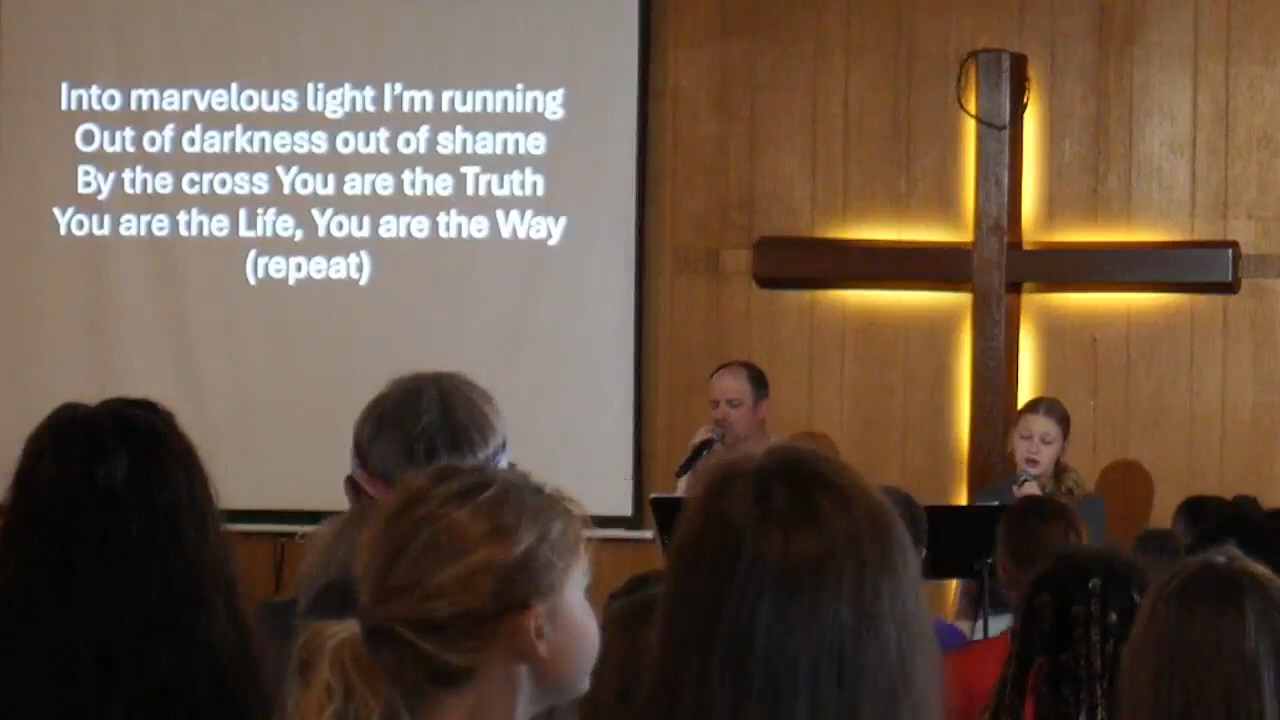 Into marvelous light I'm running
Out of darkness out of shame
By the cross You are the Truth
You are the Life, You are the Way
(repeat)